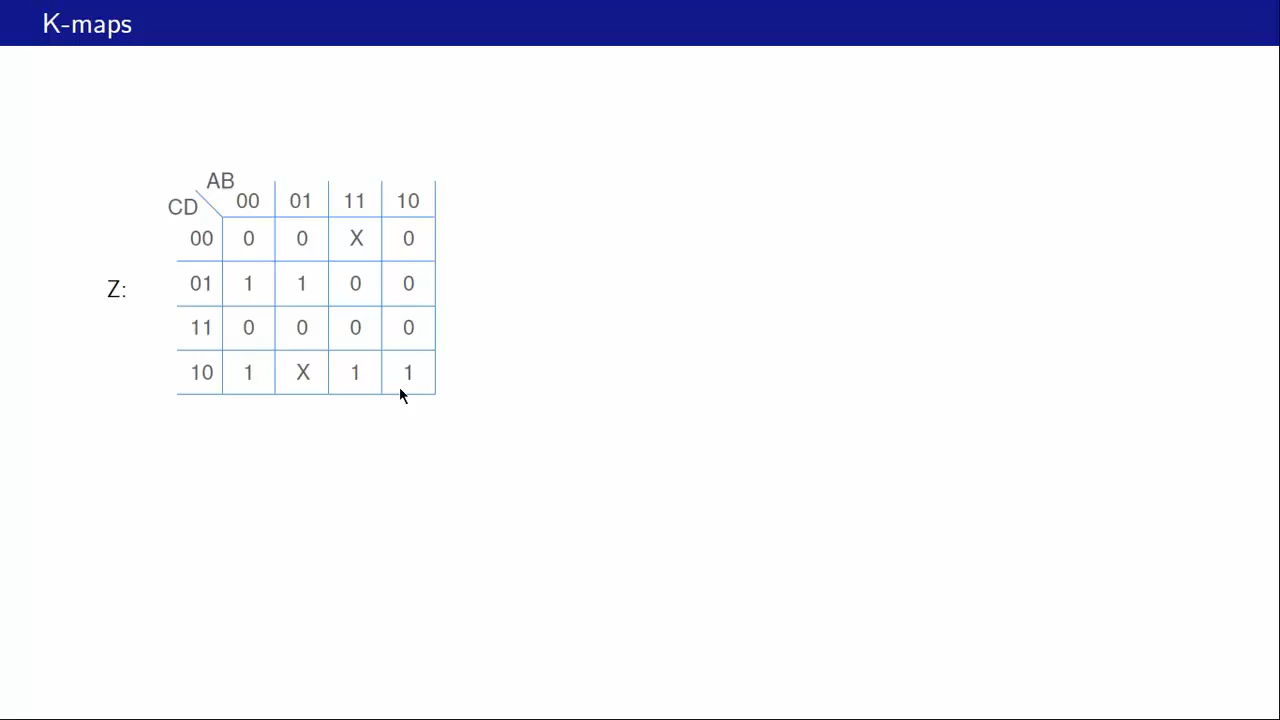 K-maps
AB
CD 00 01 11 10
00 0 0 X 0
01 1 1 0 0
Z:
11 0 0 0 0
10 1 X 1 1